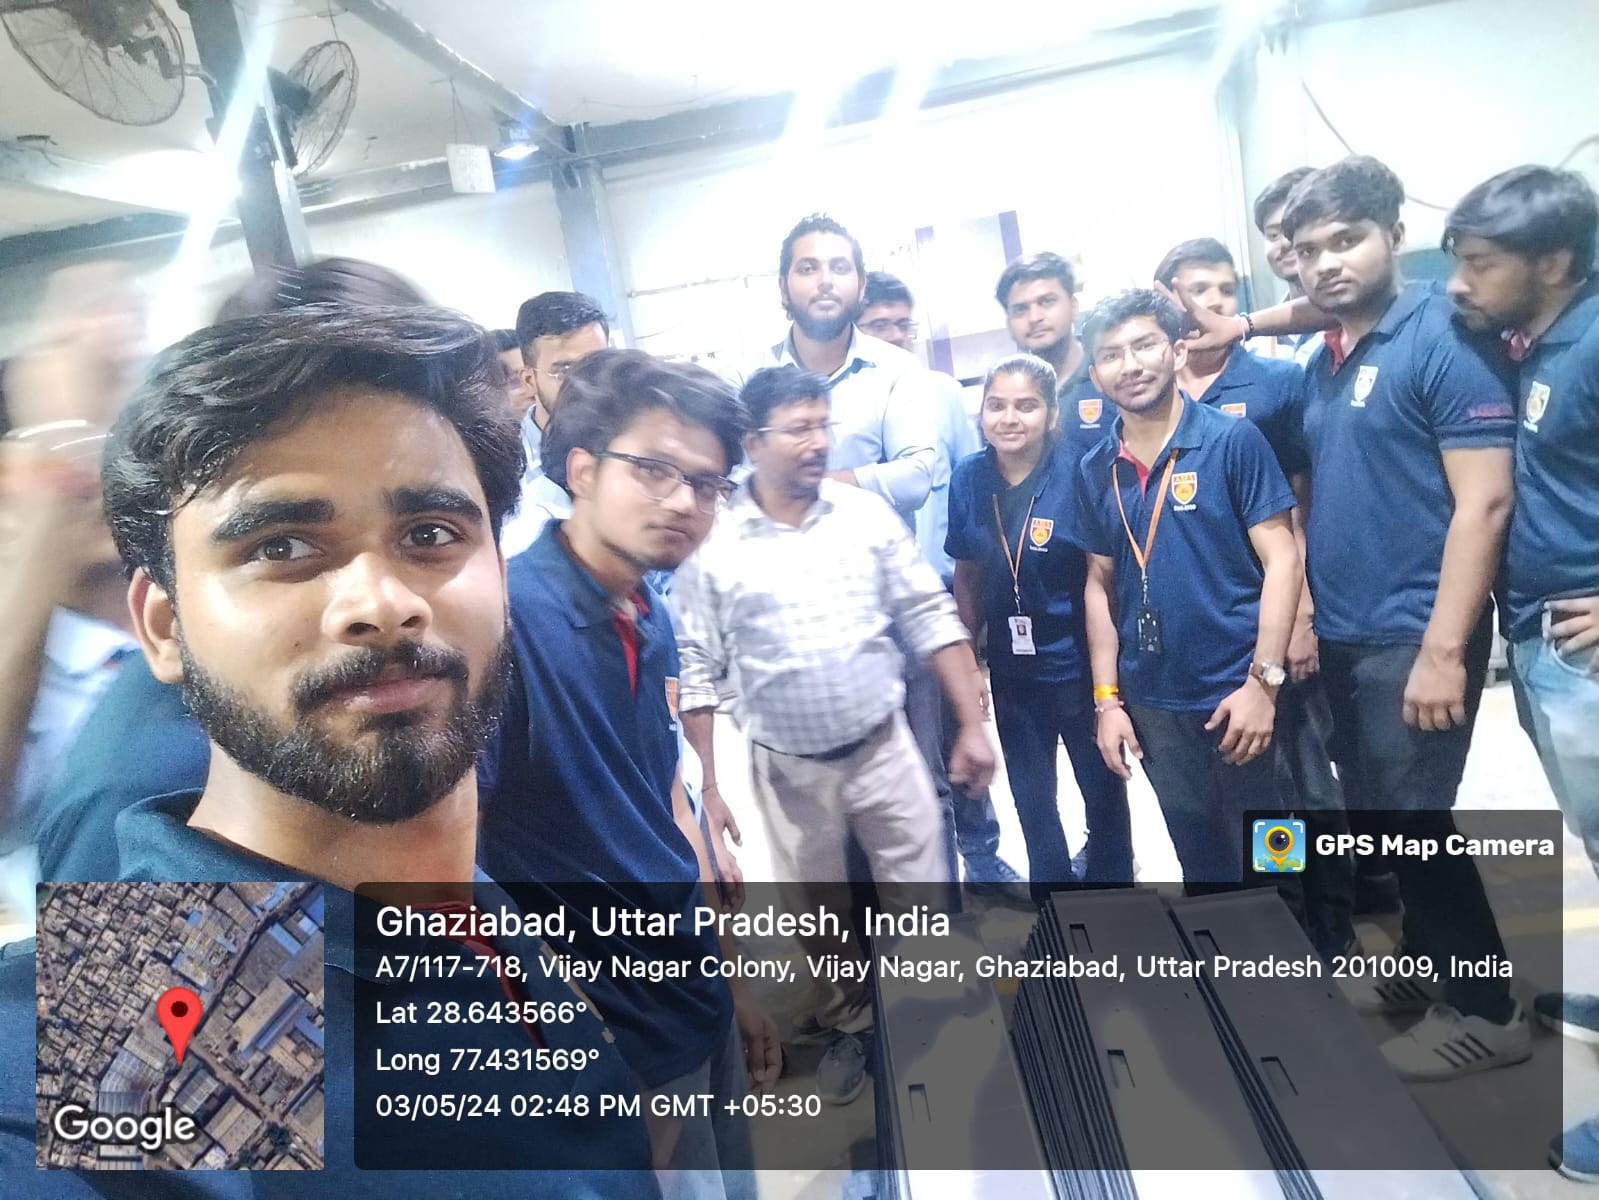 GPS Map Camera
Ghaziabad, Uttar Pradesh, India
A7/117-718, Vijay Nagar Colony, Vijay Nagar, Ghaziabad, Uttar Pradesh 201009, India
Lat 28.643566°
Long 77.431569°
03/05/24 02:48 PM GMT +05:30
Google